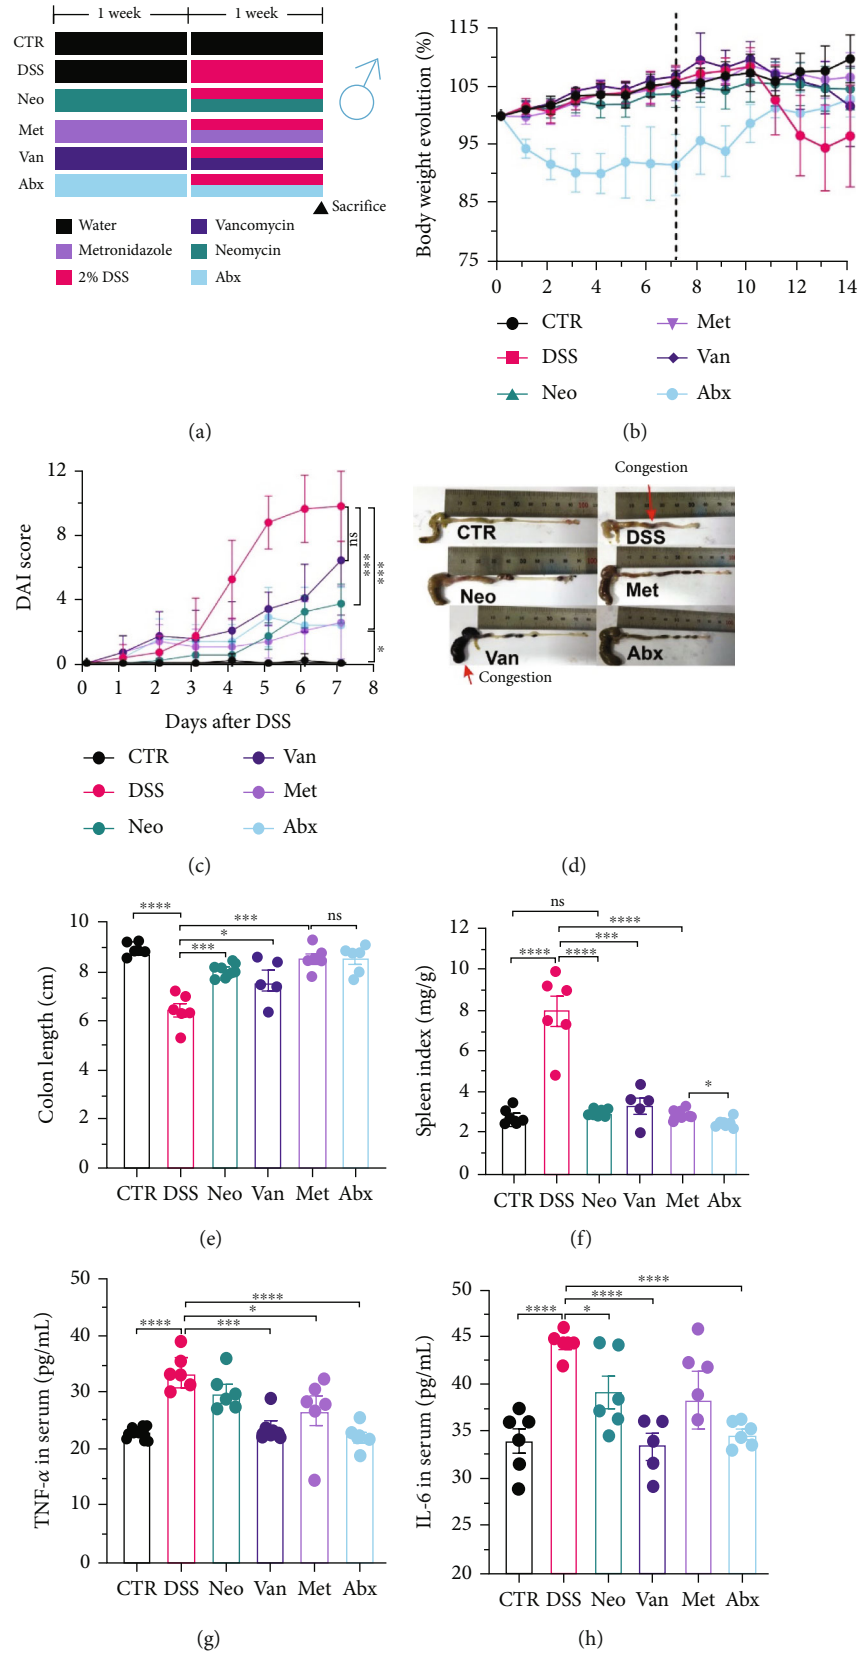 1 week 1 week
CTR
DSS
Neo
Met
Van
Abx
Sacrifice
Water Vancomycin
Metronidazole Neomycin
2% DSS Abx
(a)
Body weight evolution (%)
115
105
95
85
75
0 2 4 6 8 10 12 14
CTR Met
DSS Van
Neo Abx
(b)
DAI score
12
8
4
0
ns
***
***
*
0 1 2 3 4 5 6 7 8
Days after DSS
CTR Van
DSS Met
Neo Abx
(c)
Congestion
CTR DSS
Neo Met
Van Abx
Congestion
(d)
Colon length (cm)
10
8
6
4
2
0
**** *** ns
*
***
CTR DSS Neo Van Met Abx
(e)
Spleen index (mg/g)
12
10
8
6
4
2
0
ns
****
***
**** ****
*
CTR DSS Neo Van Met Abx
(f)
TNF-α in serum (pg/mL)
50
40
30
20
10
0
****
*
**** ***
CTR DSS Neo Van Met Abx
(g)
IL-6 in serum (pg/mL)
50
45
40
35
30
25
20
****
****
**** *
CTR DSS Neo Van Met Abx
(h)